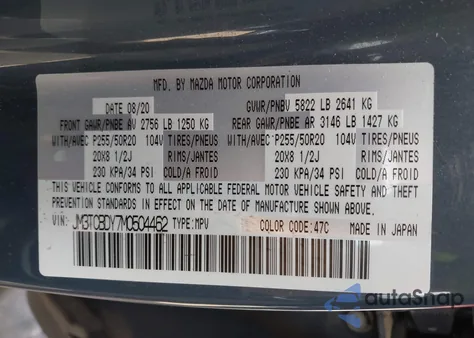 MFD. BY MAZDA MOTOR CORPORATION
DATE 08/20 GVWR/PNBV 5822 LB 2641 KG
FRONT GAWR/PNBE AV 2756 LB 1250 KG REAR GAWR/PNBE AR 3146 LB 1427 KG
WITH/AVEC P255/50R20 104V TIRES/PNEUS WITH/AVEC P255/50R20 104V TIRES/PNEUS
20X8 1/2J RIMS/JANTES 20X8 1/2J RIMS/JANTES
230 KPA/34 PSI COLD/A FROID 230 KPA/34 PSI COLD/A FROID
THIS VEHICLE CONFORMS TO ALL APPLICABLE FEDERAL MOTOR VEHICLE SAFETY AND THEFT
PREVENTION STANDARDS IN EFFECT ON THE DATE OF MANUFACTURE SHOWN ABOVE.
VIN: JM3TCBDY7M0504452 TYPE:MPV COLOR CODE:47C MADE IN JAPAN
autoSnap